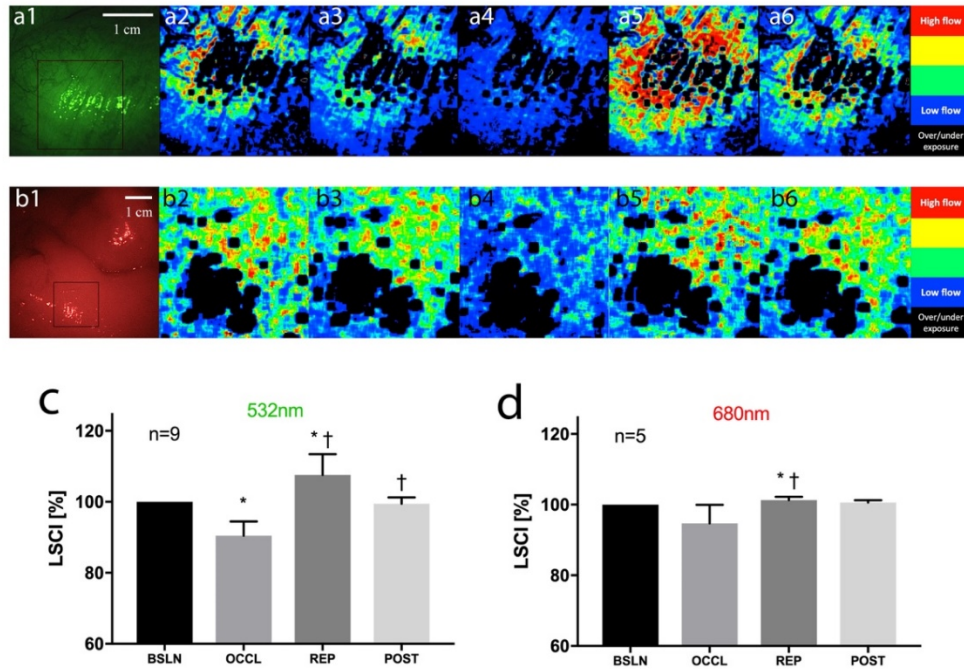 a1 a2 a3 a4 a5 a6
1 cm
High flow
Low flow
Over/under
exposure
b1 b2 b3 b4 b5 b6
1 cm
High flow
Low flow
Over/under
exposure
c
532nm
n=9
LSCI [%]
120
100
80
60
*
* †
†
BSLN OCCL REP POST
d
680nm
n=5
LSCI [%]
120
100
80
60
* †
BSLN OCCL REP POST